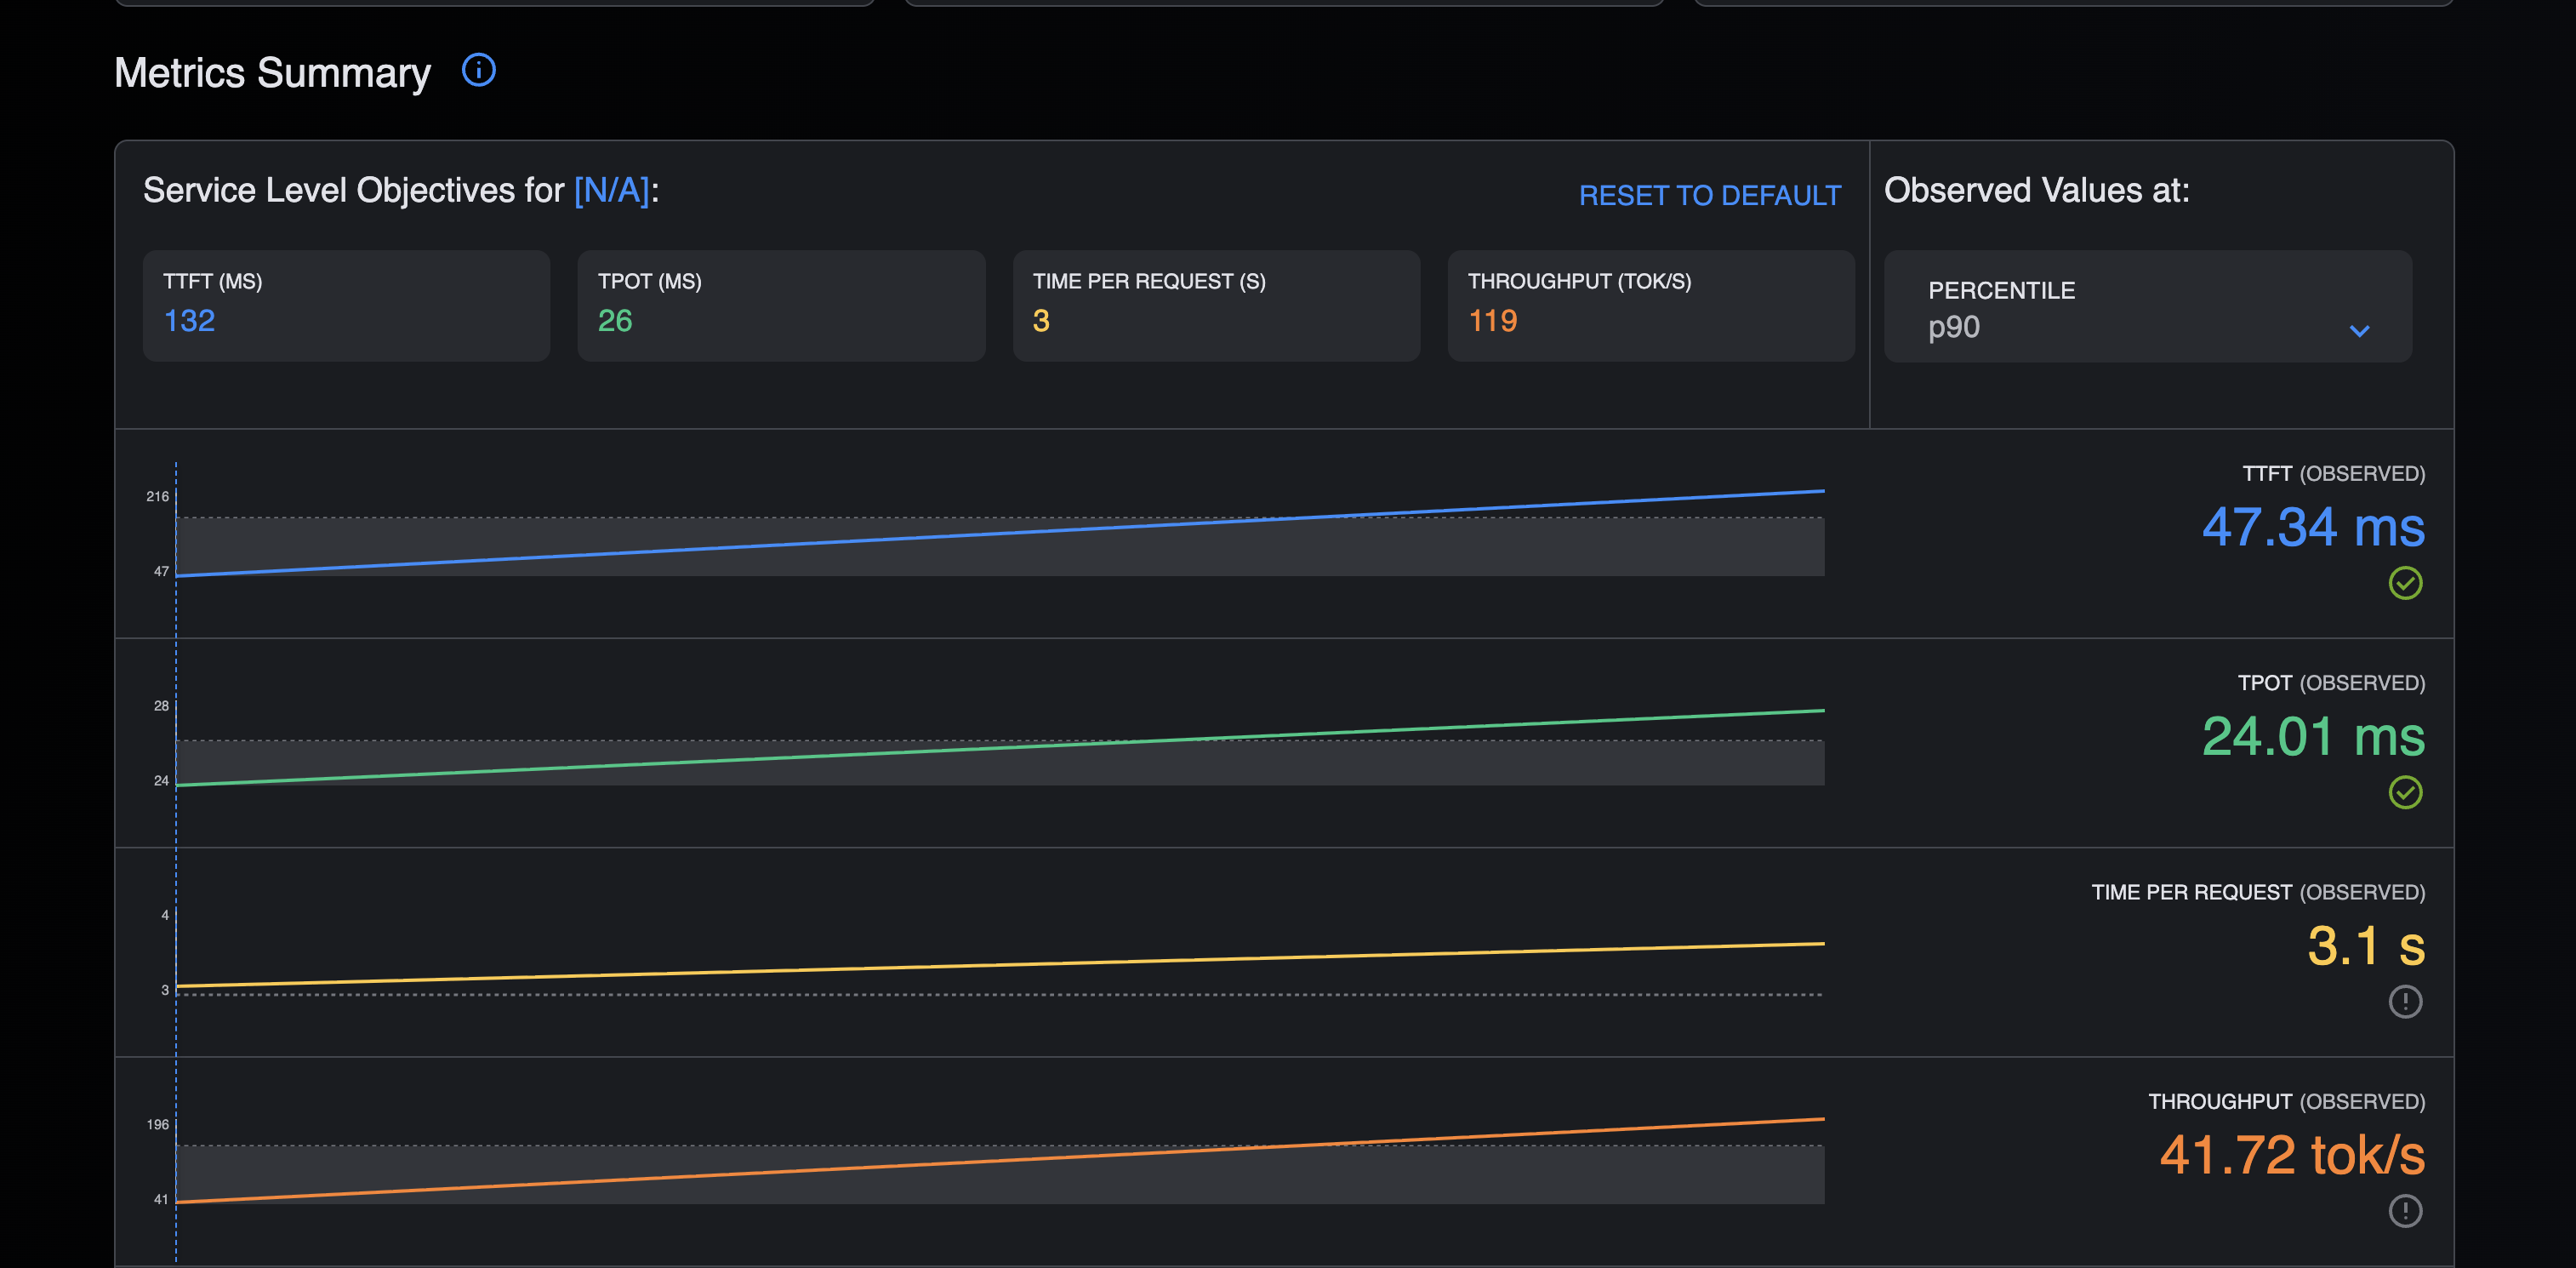 Metrics Summary
Service Level Objectives for [N/A]:
RESET TO DEFAULT
Observed Values at:
TTFT (MS)
132
TPOT (MS)
26
TIME PER REQUEST (S)
3
THROUGHPUT (TOK/S)
119
PERCENTILE
p90
216
47
TTFT (OBSERVED)
47.34 ms
28
24
TPOT (OBSERVED)
24.01 ms
4
3
TIME PER REQUEST (OBSERVED)
3.1 s
196
41
THROUGHPUT (OBSERVED)
41.72 tok/s